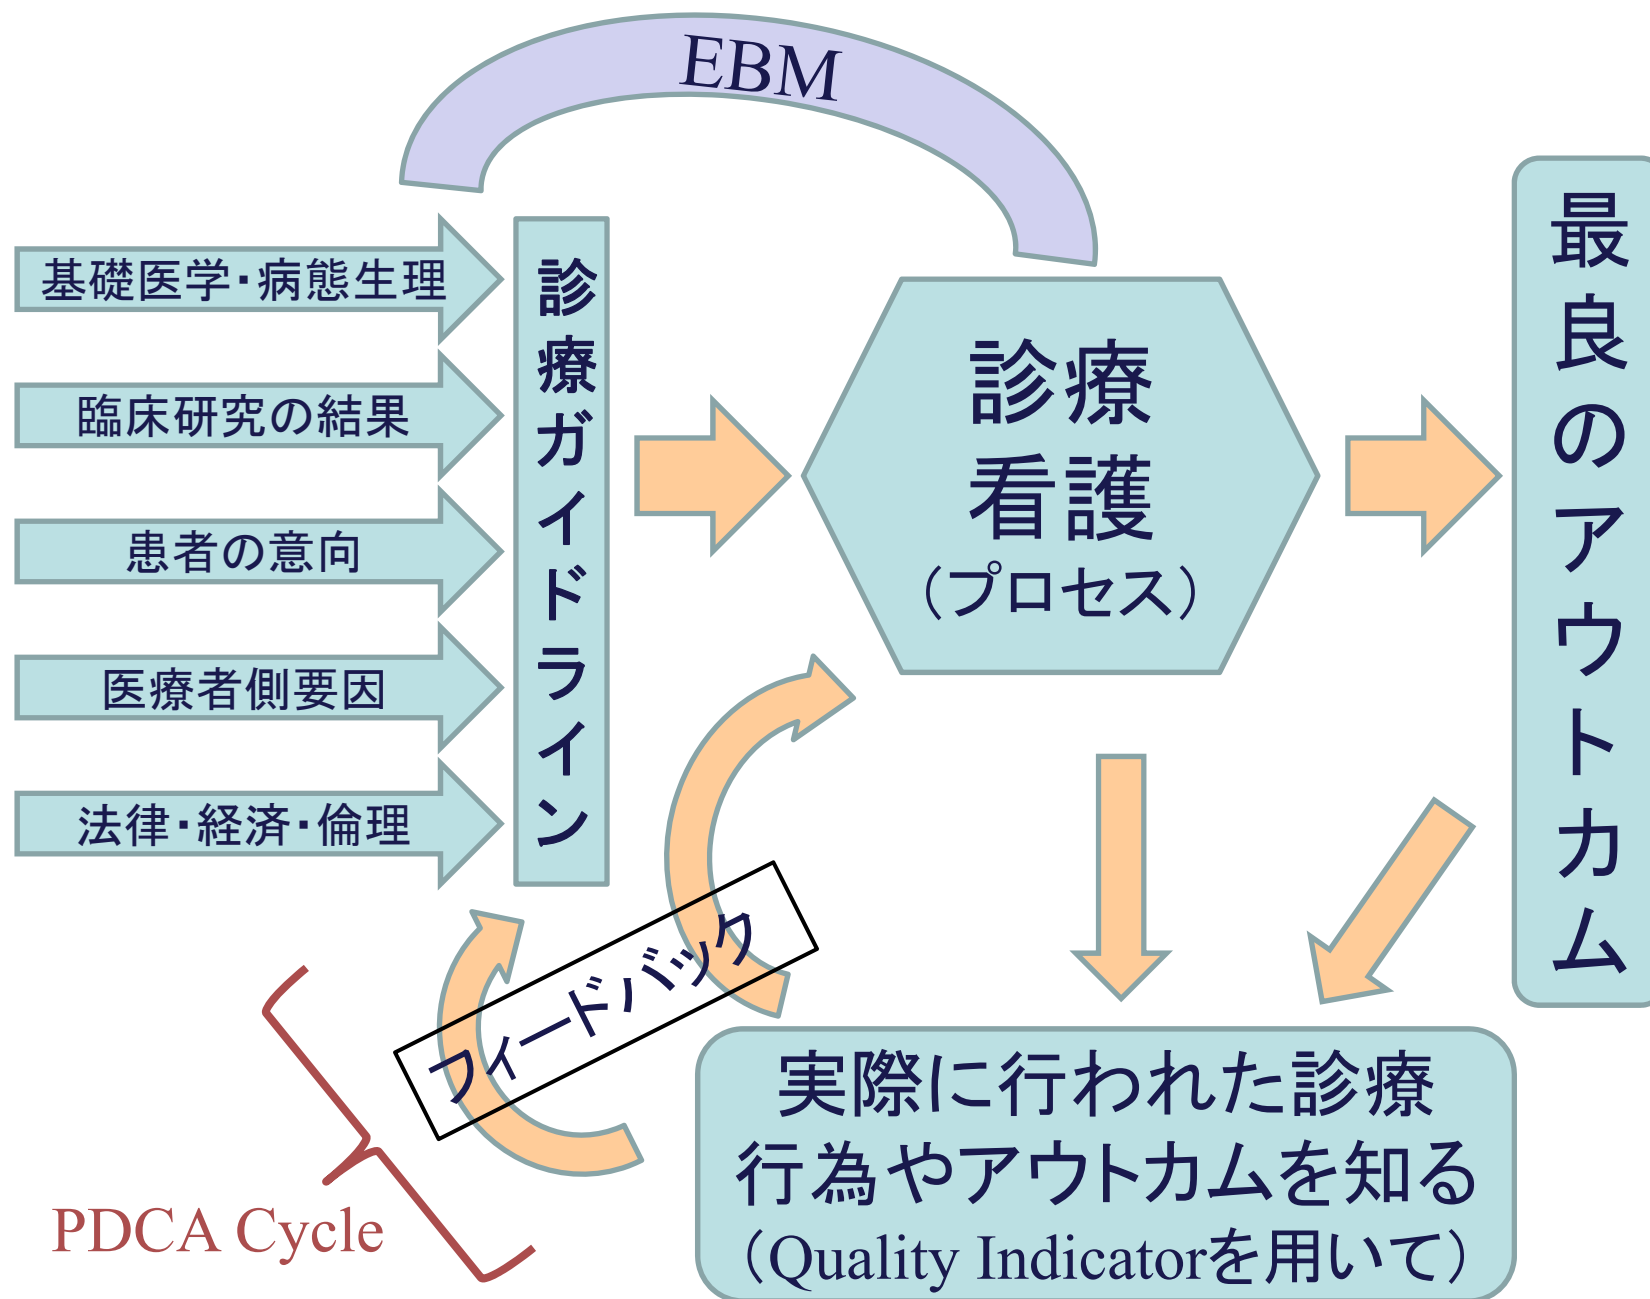 EBM
基礎医学・病態生理
臨床研究の結果
患者の意向
医療者側要因
法律・経済・倫理
診療ガイドライン
診療
看護
（プロセス）
最良のアウトカム
フィードバック
PDCA Cycle
実際に行われた診療
行為やアウトカムを知る
（Quality Indicatorを用いて）